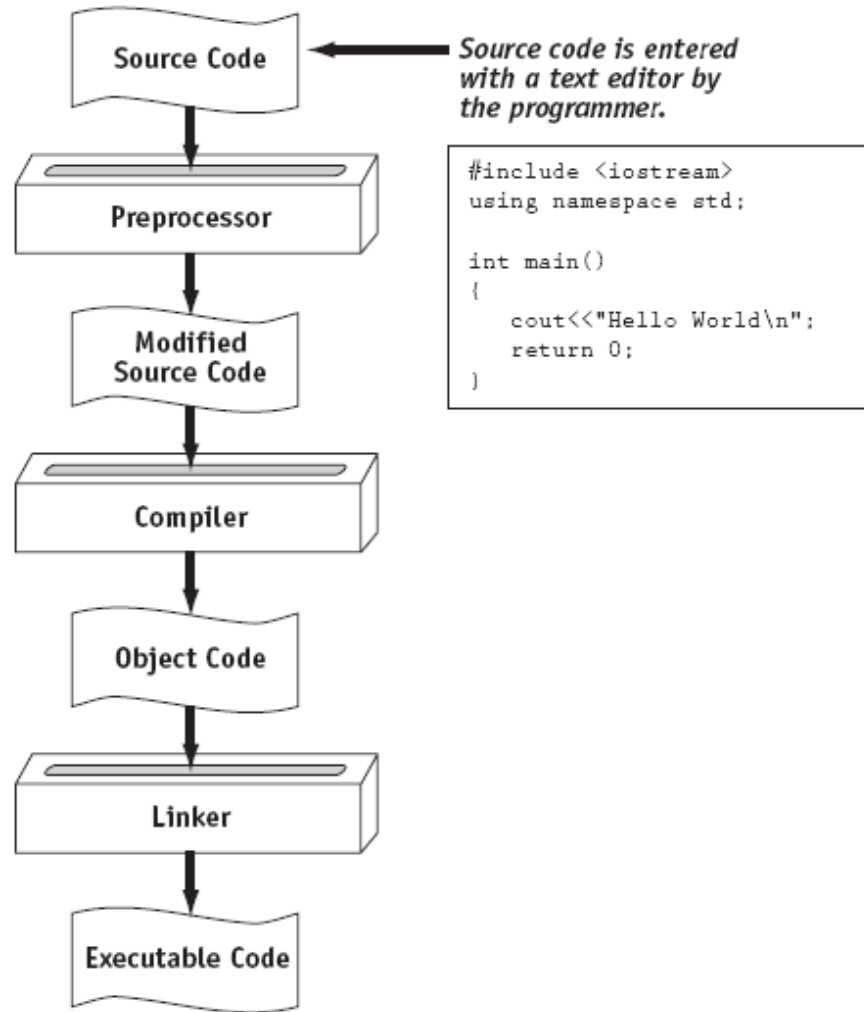 Source Code
Source code is entered
with a text editor by
the programmer.
Preprocessor
#include <iostream>
using namespace std;
int main()
{
cout<<"Hello World\n";
return 0;
}
Modified
Source Code
Compiler
Object Code
Linker
Executable Code